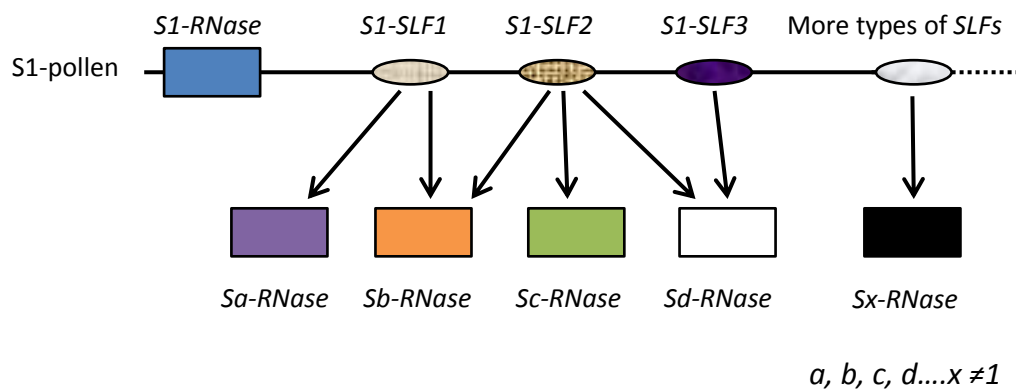 S1-RNase S1-SLF1 S1-SLF2 S1-SLF3 More types of SLFs
S1-pollen
Sa-RNase Sb-RNase Sc-RNase Sd-RNase Sx-RNase
a, b, c, d....x ≠1